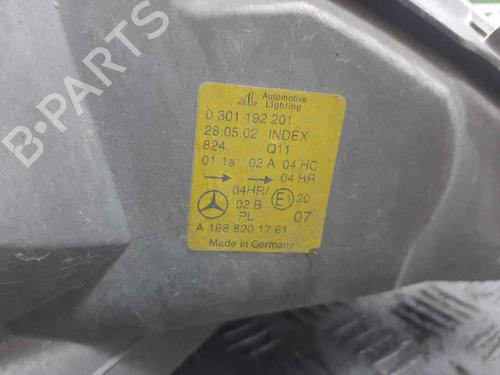 AL Automotive
Lighting
0 301 192 201
28.05.02 INDEX
824. Q11
01 1a 02 A 04 HC
04 HR
04HR/ E1 20
02 B
PL 07
A 168 820 17 61
Made in Germany
B-PARTS